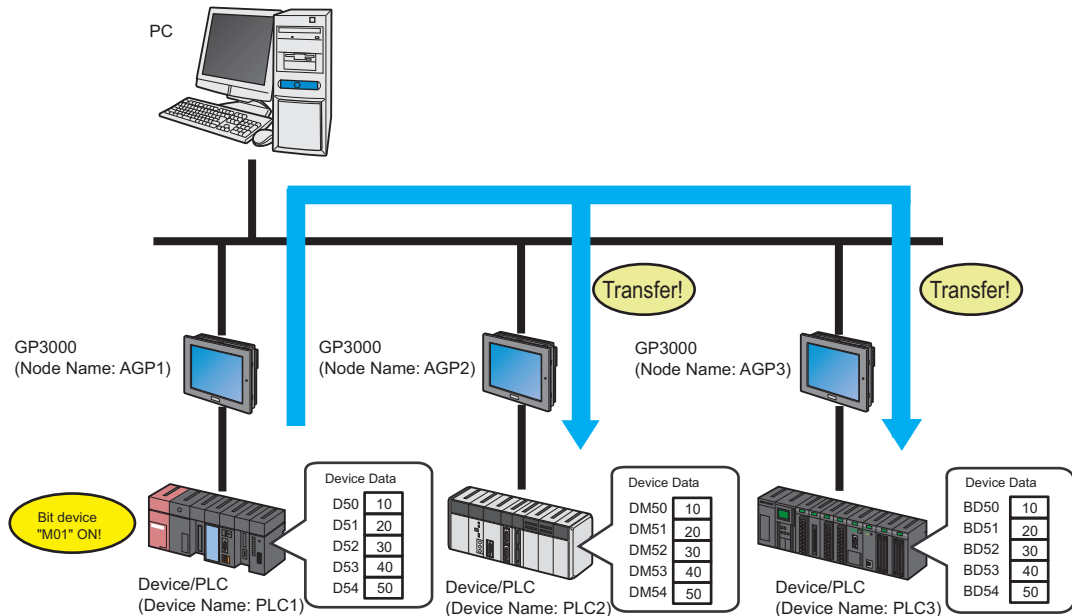 PC
Transfer!
Transfer!
GP3000
(Node Name: AGP1)
GP3000
(Node Name: AGP2)
GP3000
(Node Name: AGP3)
Bit device
"M01" ON!
Device Data
D50 10
D51 20
D52 30
D53 40
D54 50
Device/PLC
(Device Name: PLC1)
Device Data
DM50 10
DM51 20
DM52 30
DM53 40
DM54 50
Device/PLC
(Device Name: PLC2)
Device Data
BD50 10
BD51 20
BD52 30
BD53 40
BD54 50
Device/PLC
(Device Name: PLC3)